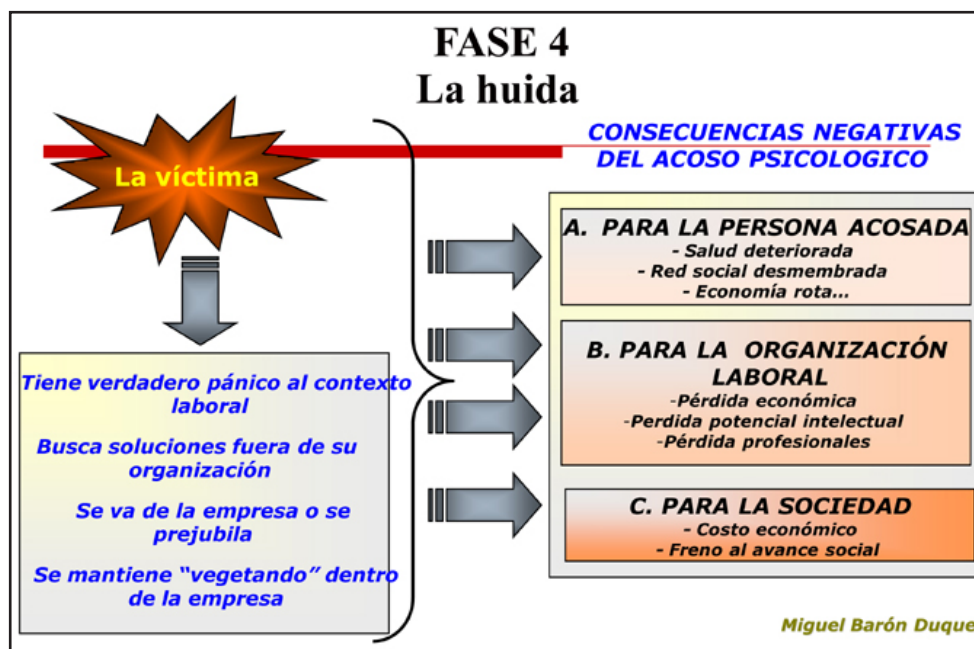 FASE 4
La huida
La víctima
Tiene verdadero pánico al contexto
laboral
Busca soluciones fuera de su
organización
Se va de la empresa o se
prejubila
Se mantiene “vegetando” dentro
de la empresa
CONSECUENCIAS NEGATIVAS
DEL ACOSO PSICOLOGICO
A. PARA LA PERSONA ACOSADA
- Salud deteriorada
- Red social desmembrada
- Economía rota...
B. PARA LA ORGANIZACIÓN
LABORAL
-Pérdida económica
-Perdida potencial intelectual
-Pérdida profesionales
C. PARA LA SOCIEDAD
- Costo económico
- Freno al avance social
Miguel Barón Duque